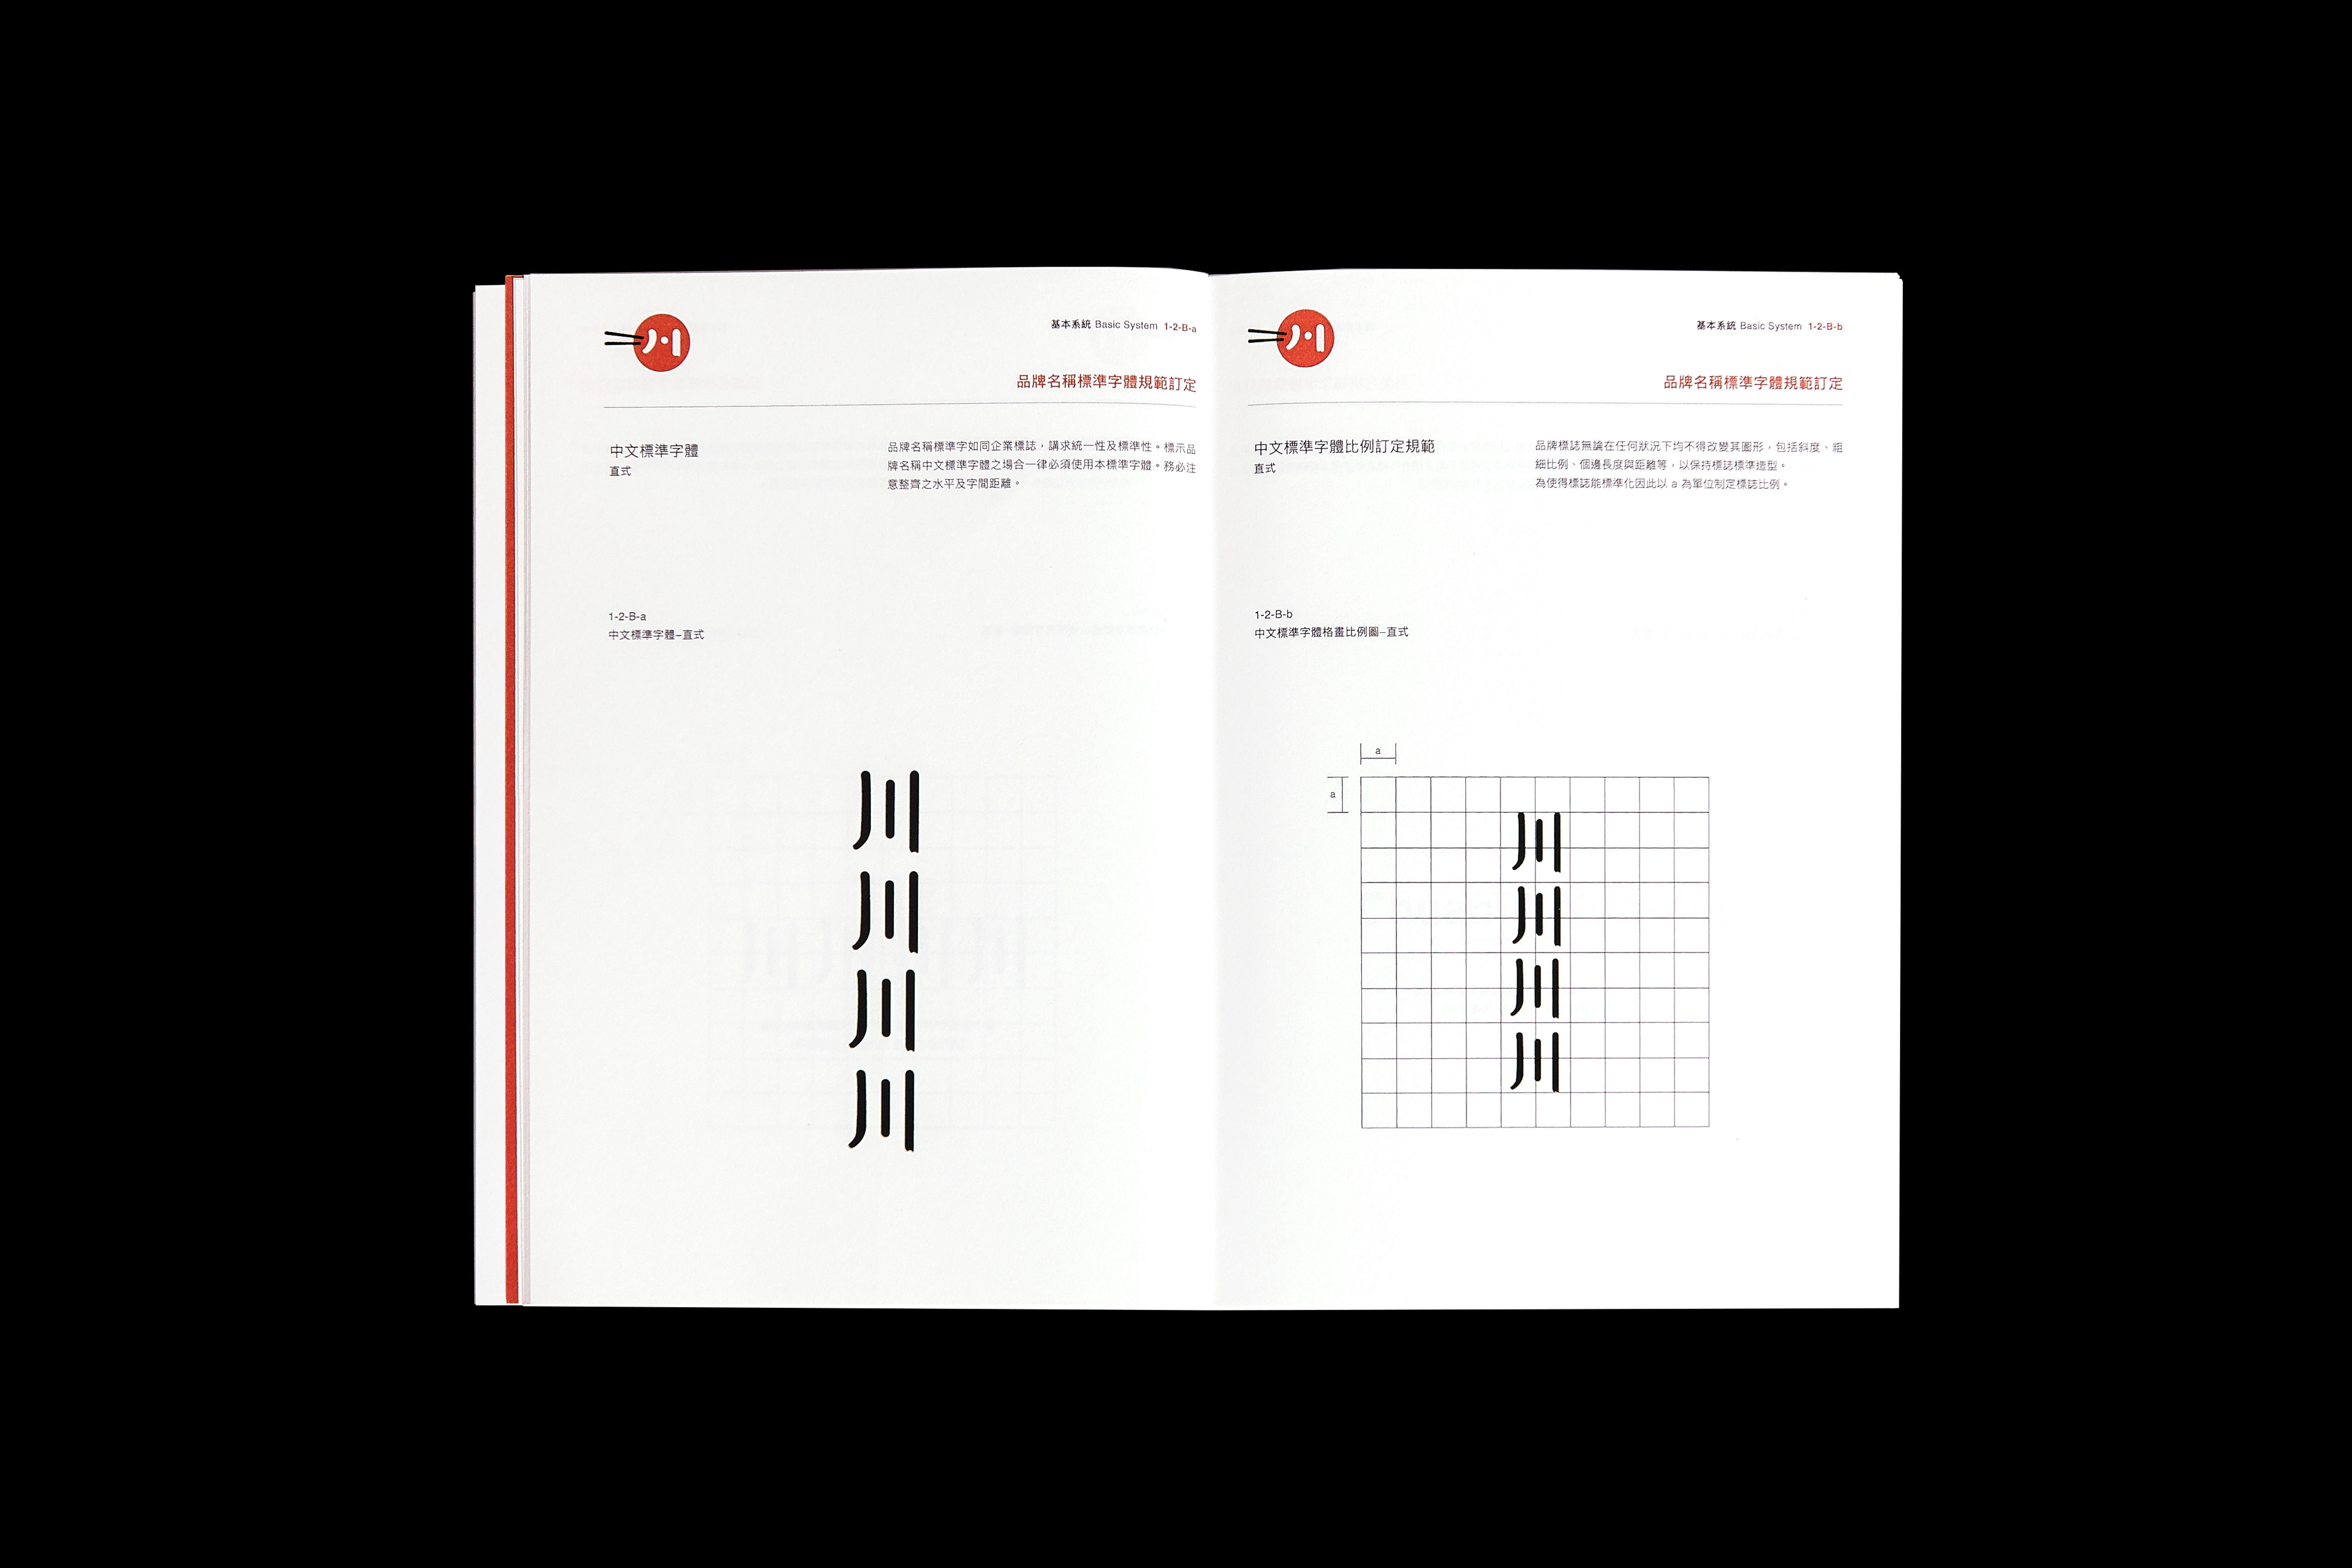 川
基本系統 Basic System 1-2-B-a
品牌名稱標準字體規範訂定
中文標準字體
直式
品牌名稱標準字如同企業標誌，講求統一性及標準性。標示品
牌名稱中文標準字體之場合一律必須使用本標準字體。務必注
意整齊之水平及字間距離。
1-2-B-a
中文標準字體–直式
川
川
川
川
川
基本系統 Basic System 1-2-B-b
品牌名稱標準字體規範訂定
中文標準字體比例訂定規範
直式
品牌標誌無論在任何狀況下均不得改變其圖形，包括斜度、粗
細比例、個邊長度與距離等，以保持標誌標準造型。
為使得標誌能標準化因此以 a 為單位制定標誌比例。
1-2-B-b
中文標準字體格畫比例圖–直式
a
a
川
川
川
川